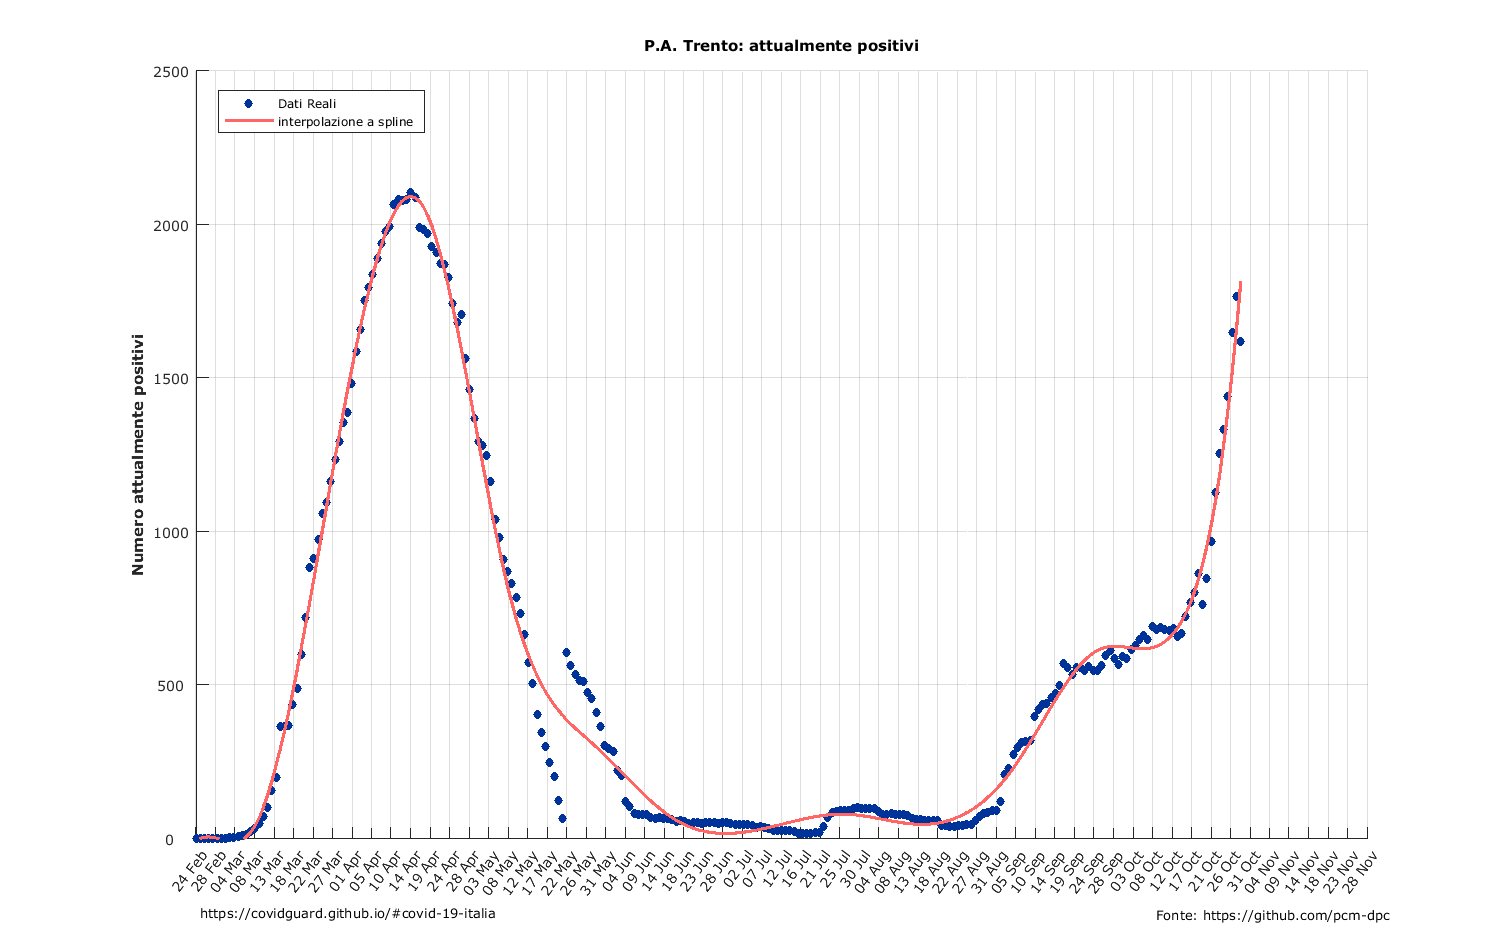 P.A. Trento: attualmente positivi
2500
2000
1500
1000
500
0
Numero attualmente positivi
Dati Reali
interpolazione a spline
24 Feb
28 Feb
04 Mar
08 Mar
13 Mar
18 Mar
22 Mar
27 Mar
01 Apr
05 Apr
10 Apr
14 Apr
19 Apr
24 Apr
28 Apr
03 May
08 May
12 May
17 May
22 May
26 May
31 May
04 Jun
09 Jun
14 Jun
18 Jun
23 Jun
28 Jun
02 Jul
07 Jul
12 Jul
16 Jul
21 Jul
25 Jul
30 Jul
04 Aug
08 Aug
13 Aug
18 Aug
22 Aug
27 Aug
31 Aug
05 Sep
10 Sep
14 Sep
19 Sep
24 Sep
28 Sep
03 Oct
08 Oct
12 Oct
17 Oct
21 Oct
26 Oct
31 Oct
04 Nov
09 Nov
14 Nov
18 Nov
23 Nov
28 Nov
https://covidguard.github.io/#covid-19-italia
Fonte: https://github.com/pcm-dpc